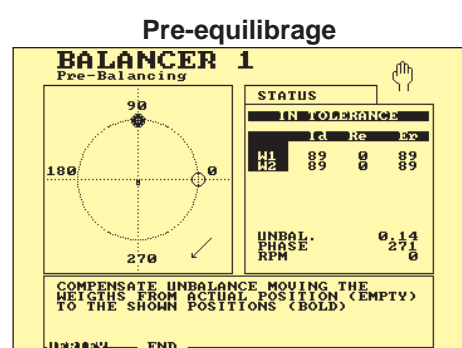 Pre-equilibrage
BALANCER 1
Pre-Balancing
STATUS
90
IN TOLERANCE
Id Re Er
W1 89 0 89
W2 89 0 89
180
0
270
UNBAL. 0.14
PHASE 271
RPM 0
COMPENSATE UNBALANCE MOVING THE
WEIGTHS FROM ACTUAL POSITION (EMPTY)
TO THE SHOWN POSITIONS (BOLD)
END